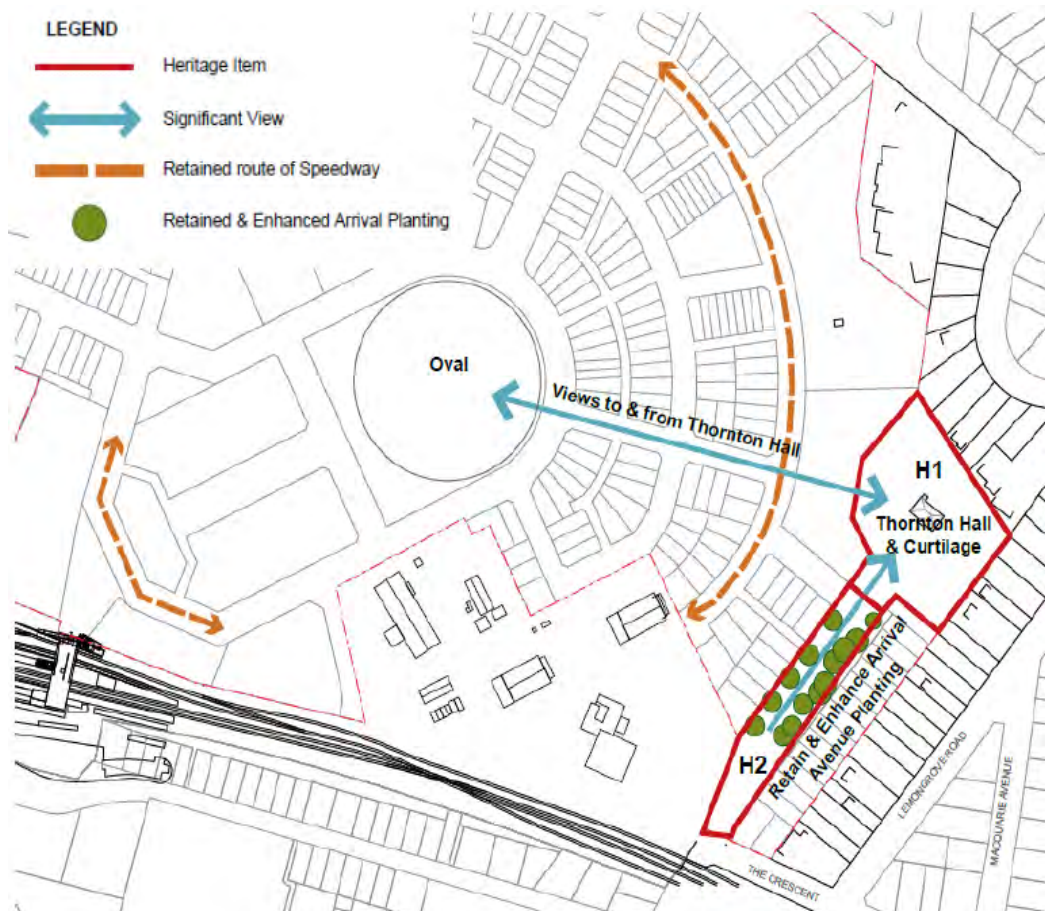 LEGEND
Heritage Item
Significant View
Retained route of Speedway
Retained & Enhanced Arrival Planting
Oval
Views to & from Thornton Hall
H1
Thornton Hall
& Curtilage
H2
Retain & Enhance Arrival
Avenue Planting
LEMONGROVE ROAD
MACQUARIE AVENUE
THE CRESCENT